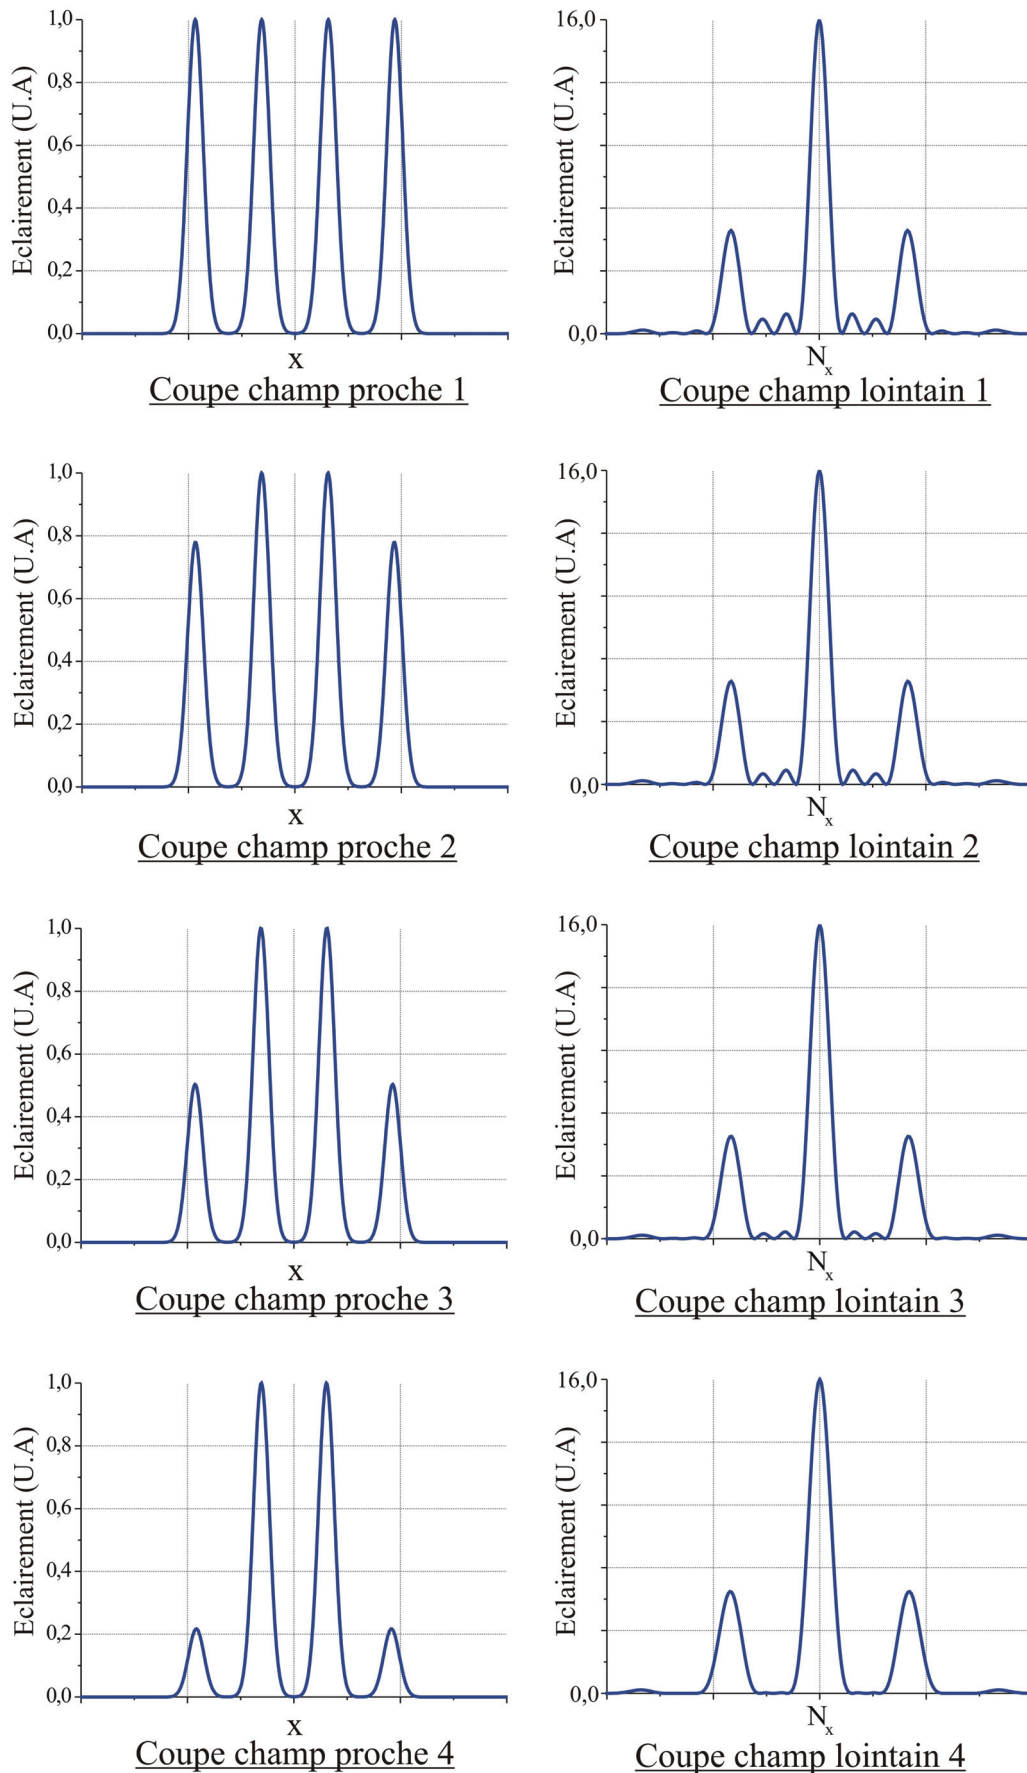 Eclairement (U.A)
1,0
0,8
0,6
0,4
0,2
0,0
x
Coupe champ proche 1
Eclairement (U.A)
16,0
0,0
Nx
Coupe champ lointain 1
Eclairement (U.A)
1,0
0,8
0,6
0,4
0,2
0,0
x
Coupe champ proche 2
Eclairement (U.A)
16,0
0,0
Nx
Coupe champ lointain 2
Eclairement (U.A)
1,0
0,8
0,6
0,4
0,2
0,0
x
Coupe champ proche 3
Eclairement (U.A)
16,0
0,0
Nx
Coupe champ lointain 3
Eclairement (U.A)
1,0
0,8
0,6
0,4
0,2
0,0
x
Coupe champ proche 4
Eclairement (U.A)
16,0
0,0
Nx
Coupe champ lointain 4